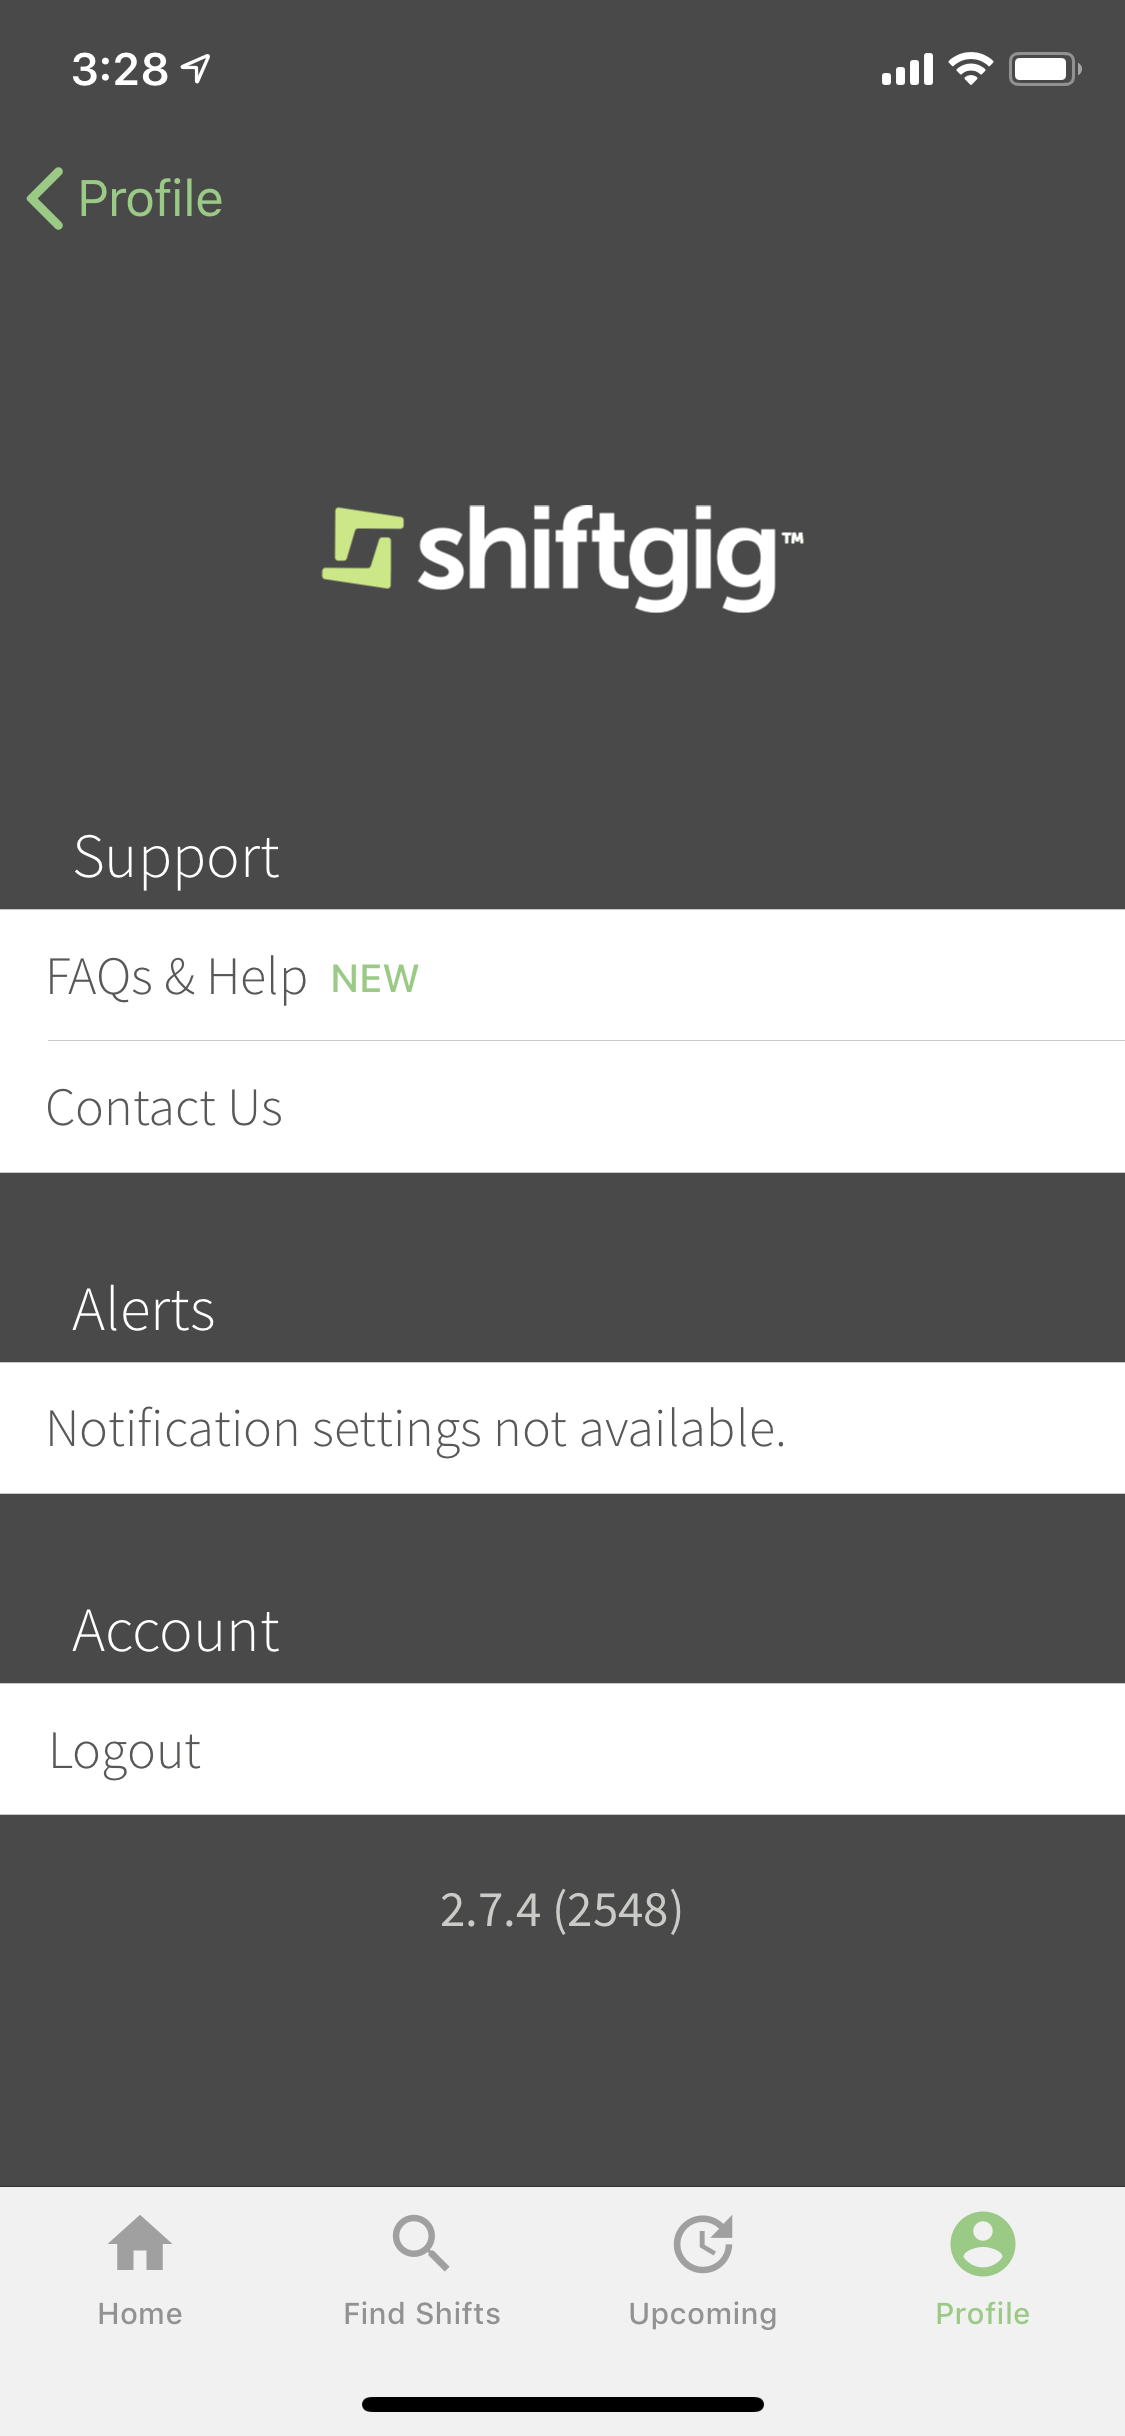 3:28
Profile
shiftgig™
Support
FAQs & Help NEW
Contact Us
Alerts
Notification settings not available.
Account
Logout
2.7.4 (2548)
Home Find Shifts Upcoming Profile